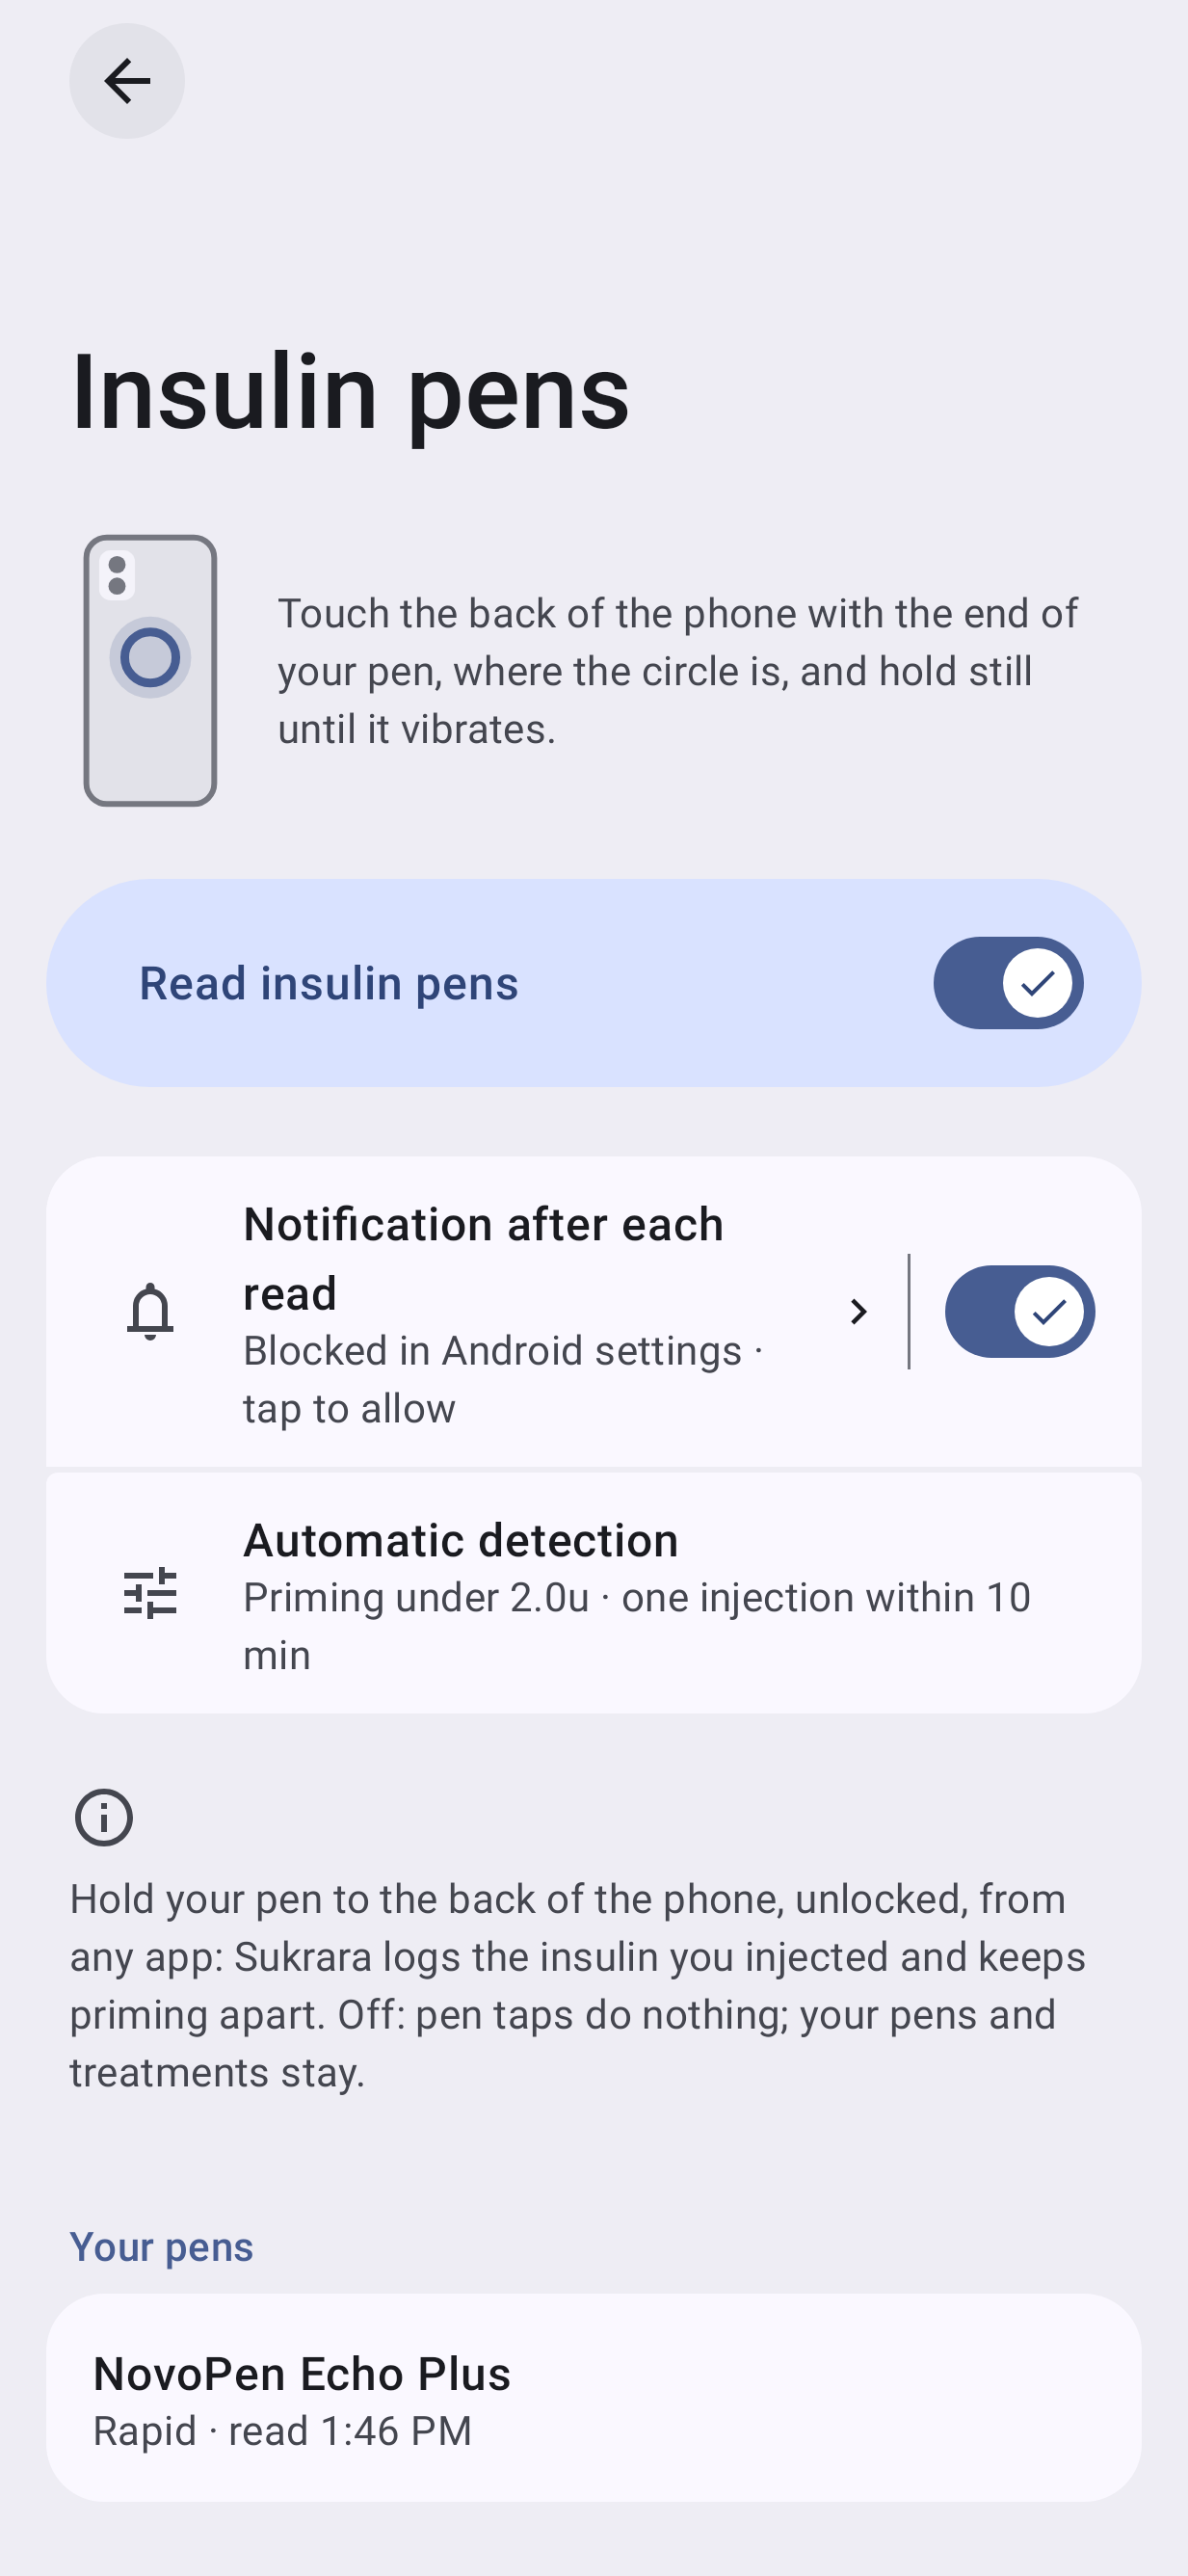 Insulin pens
Touch the back of the phone with the end of
your pen, where the circle is, and hold still
until it vibrates.
Read insulin pens
Notification after each
read
Blocked in Android settings ·
tap to allow
Automatic detection
Priming under 2.0u · one injection within 10
min
Hold your pen to the back of the phone, unlocked, from
any app: Sukrara logs the insulin you injected and keeps
priming apart. Off: pen taps do nothing; your pens and
treatments stay.
Your pens
NovoPen Echo Plus
Rapid · read 1:46 PM